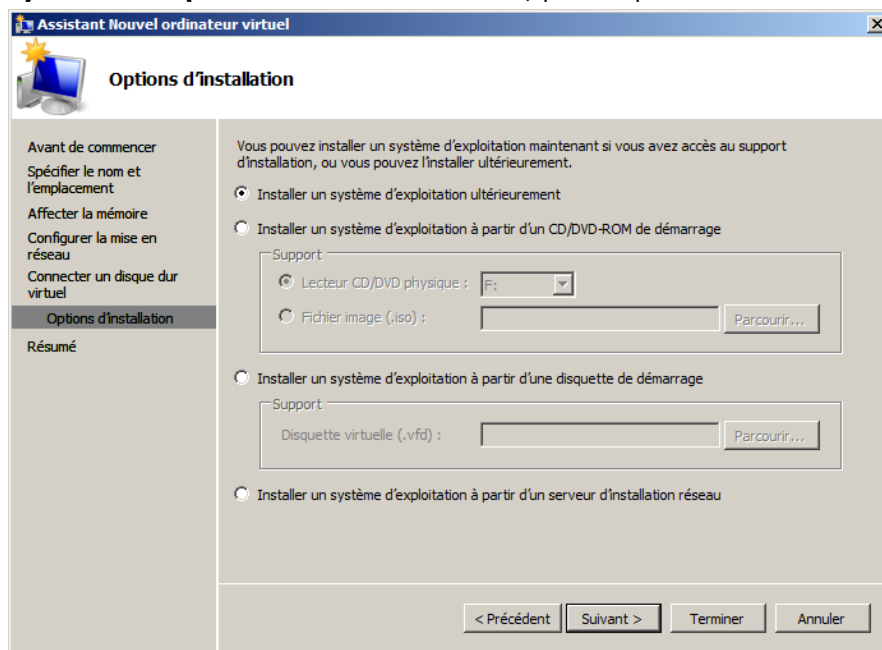 Assistant Nouvel ordinateur virtuel
Options d'installation
Avant de commencer
Spécifier le nom et
l'emplacement
Affecter la mémoire
Configurer la mise en
réseau
Connecter un disque dur
virtuel
Options d'installation
Résumé
Vous pouvez installer un système d'exploitation maintenant si vous avez accès au support
d'installation, ou vous pouvez l'installer ultérieurement.
Installer un système d'exploitation ultérieurement
Installer un système d'exploitation à partir d'un CD/DVD-ROM de démarrage
Support
Lecteur CD/DVD physique : F:
Fichier image (.iso) : Parcourir...
Installer un système d'exploitation à partir d'une disquette de démarrage
Support
Disquette virtuelle (.vfd) : Parcourir...
Installer un système d'exploitation à partir d'un serveur d'installation réseau
< Précédent Suivant > Terminer Annuler